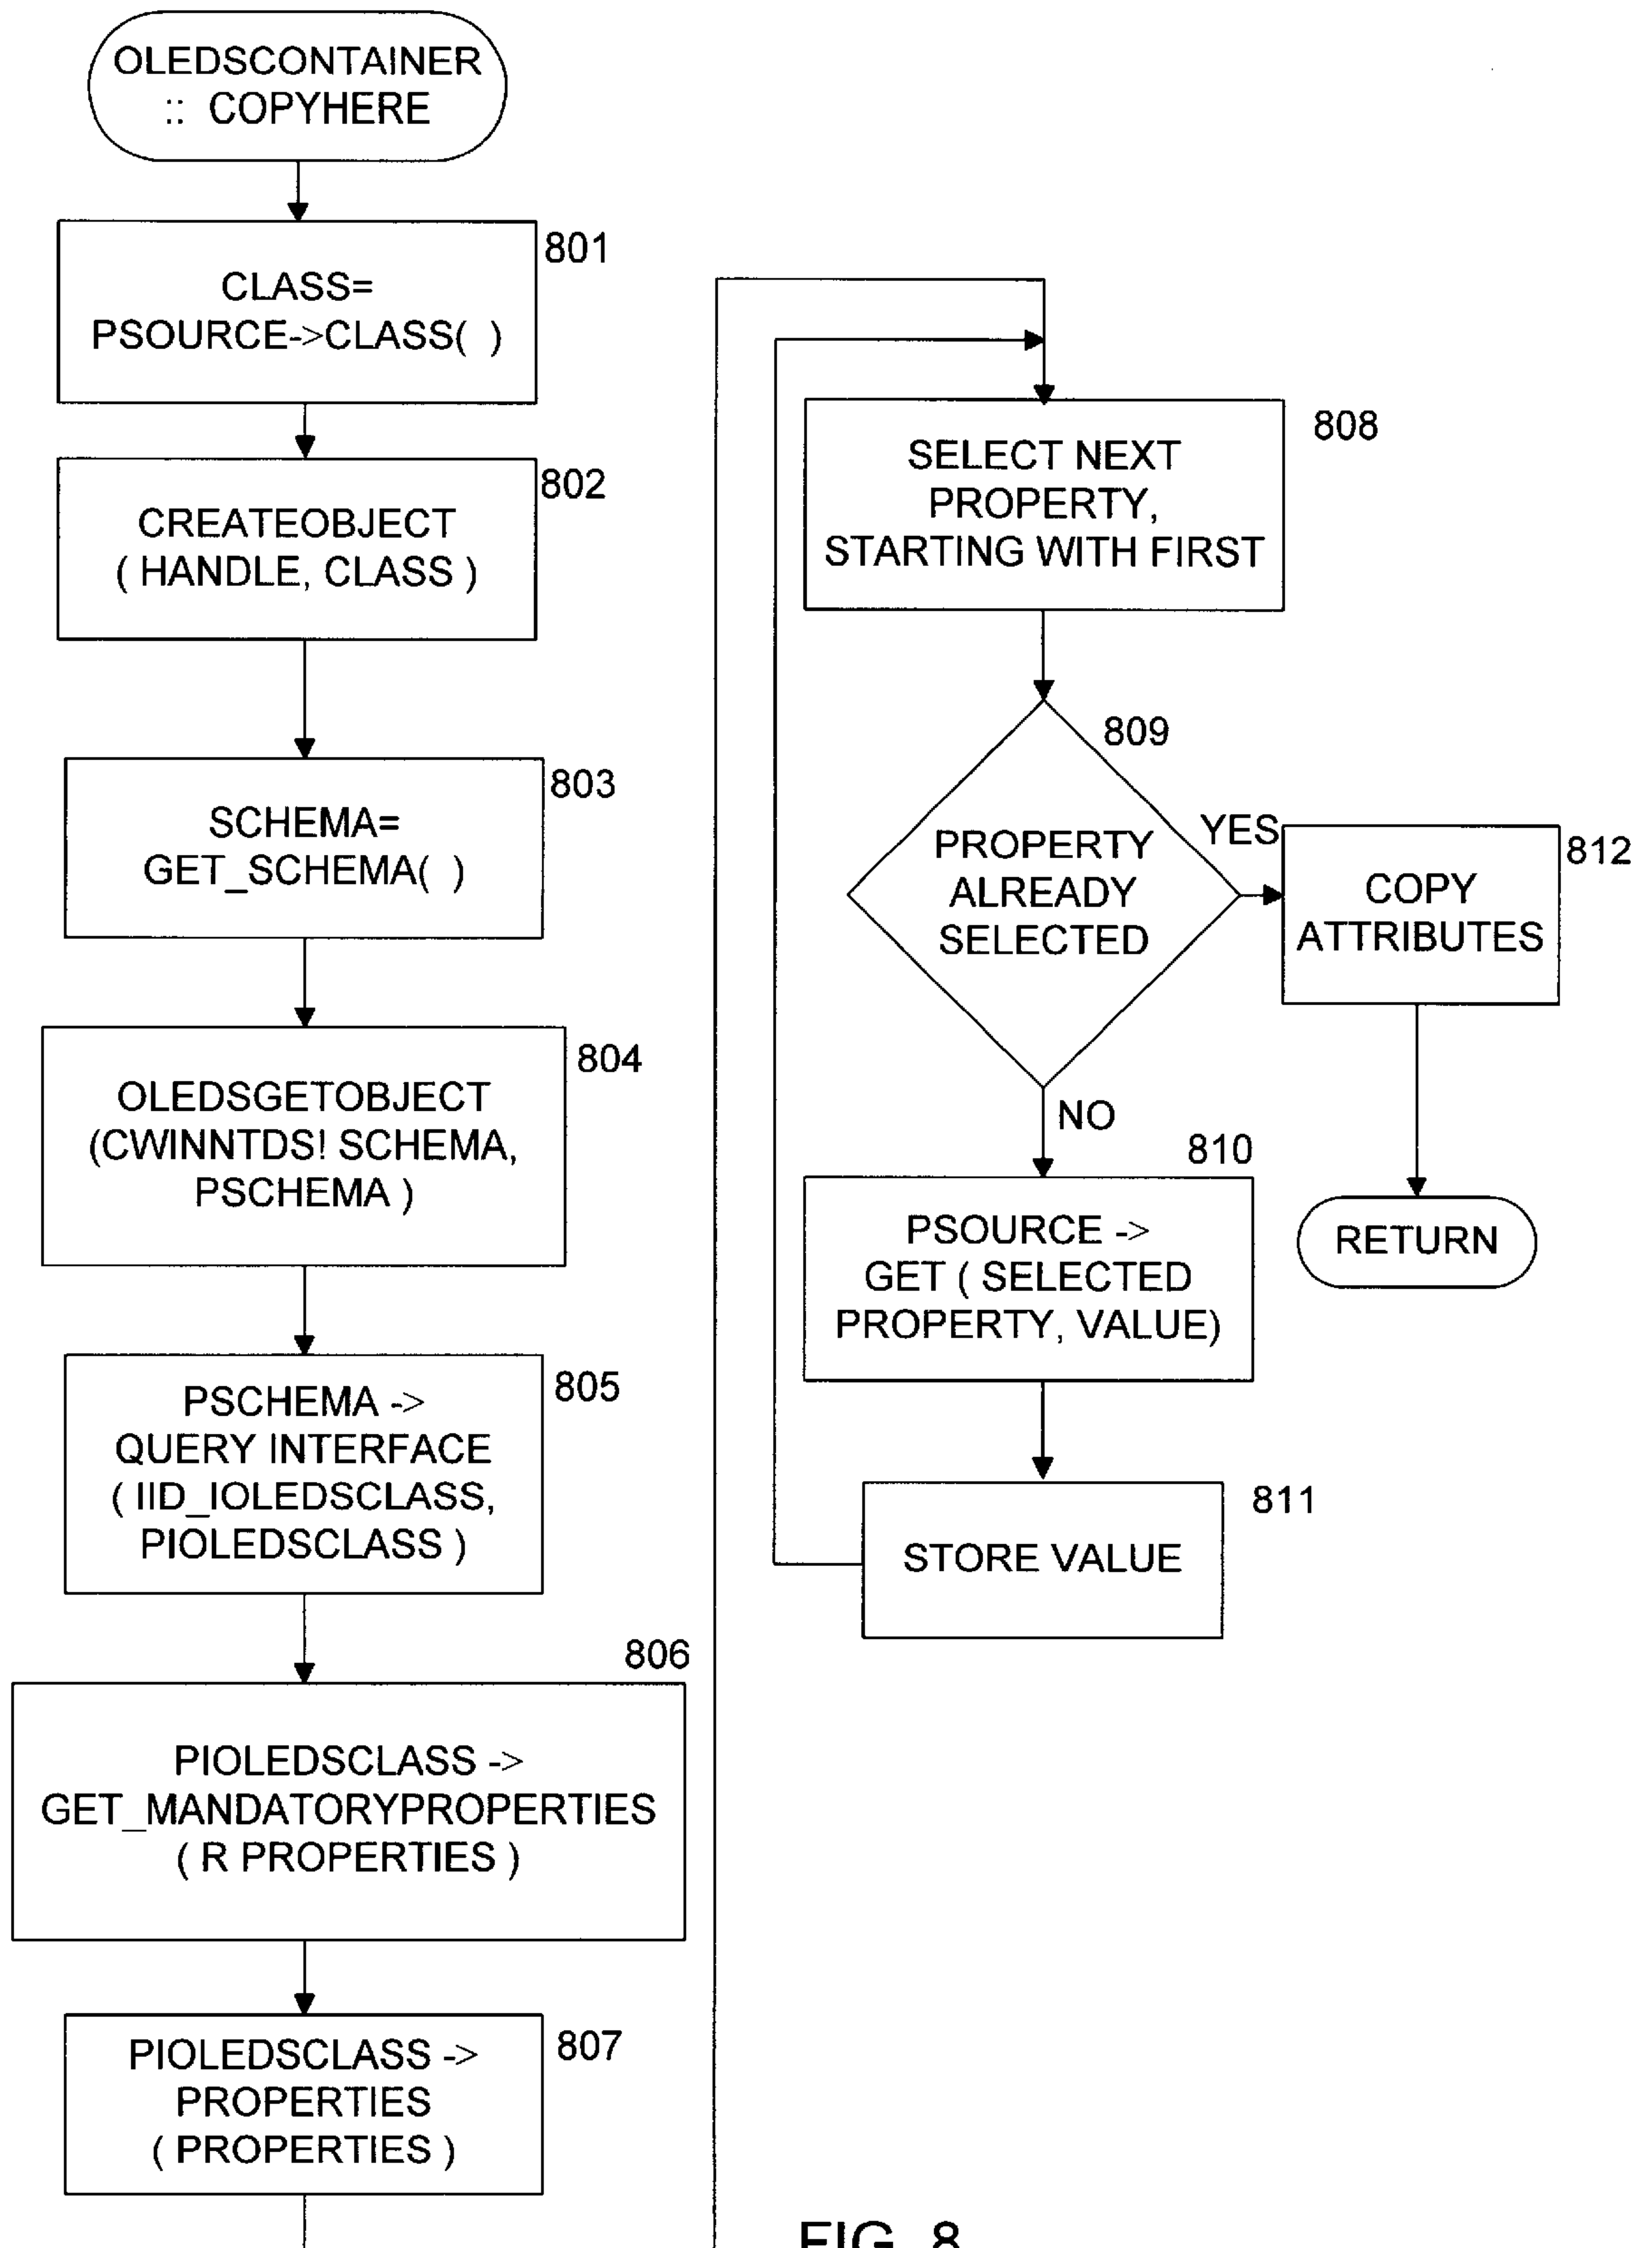 OLEDSCONTAINER
:: COPYHERE
801
CLASS=
PSOURCE->CLASS( )
802
CREATEOBJECT
( HANDLE, CLASS )
803
SCHEMA=
GET_SCHEMA( )
804
OLEDSGETOBJECT
(CWINNTDS! SCHEMA,
PSCHEMA )
805
PSCHEMA ->
QUERY INTERFACE
( IID_IOLEDSCLASS,
PIOLEDSCLASS )
806
PIOLEDSCLASS ->
GET_MANDATORYPROPERTIES
( R PROPERTIES )
807
PIOLEDSCLASS ->
PROPERTIES
( PROPERTIES )
808
SELECT NEXT
PROPERTY,
STARTING WITH FIRST
809
PROPERTY
ALREADY
SELECTED
YES
812
COPY
ATTRIBUTES
RETURN
NO
810
PSOURCE ->
GET ( SELECTED
PROPERTY, VALUE)
811
STORE VALUE
FIG. 8